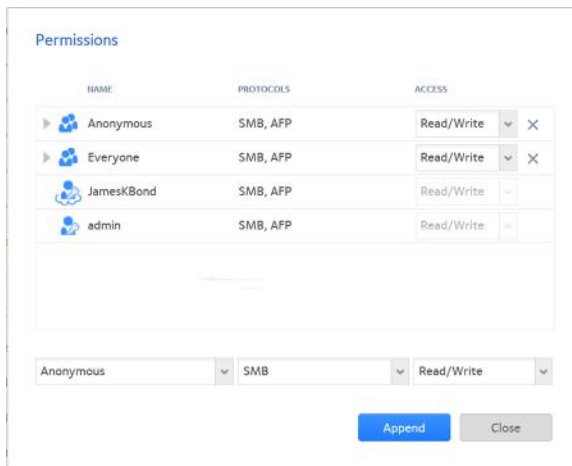 Permissions
NAME PROTOCOLS ACCESS
Anonymous SMB, AFP Read/Write
Everyone SMB, AFP Read/Write
JamesKBond SMB, AFP Read/Write
admin SMB, AFP Read/Write
Anonymous SMB Read/Write
Append Close